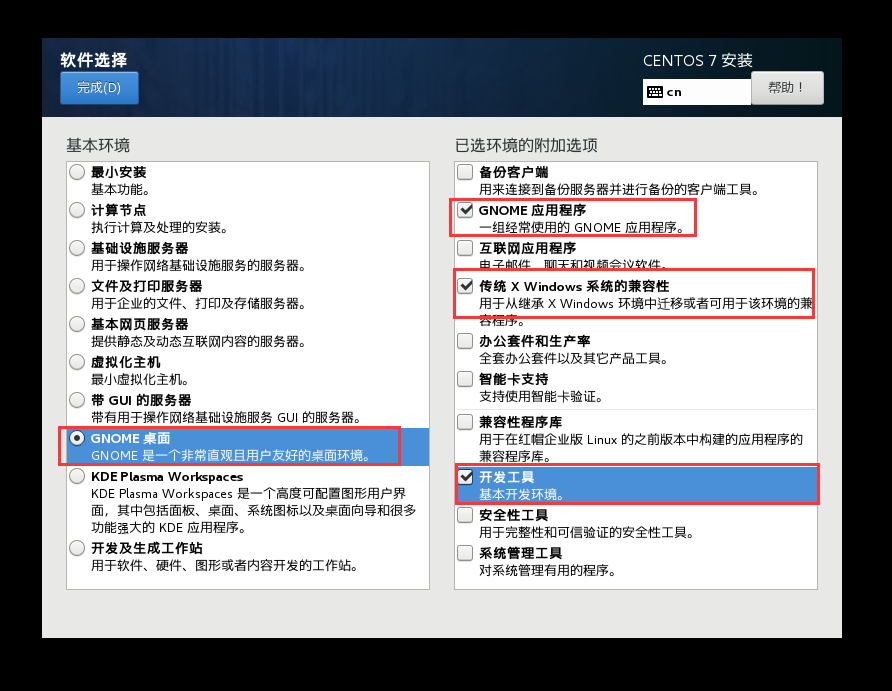 软件选择
完成(D)
CENTOS 7 安装
cn
帮助！
基本环境
最小安装
基本功能。
计算节点
执行计算及处理的安装。
基础设施服务器
用于操作网络基础设施服务的服务器。
文件及打印服务器
用于企业的文件、打印及存储服务器。
基本网页服务器
提供静态及动态互联网内容的服务器。
虚拟化主机
最小虚拟化主机。
带 GUI 的服务器
带有用于操作网络基础设施服务 GUI 的服务器。
GNOME 桌面
GNOME 是一个非常直观且用户友好的桌面环境。
KDE Plasma Workspaces
KDE Plasma Workspaces 是一个高度可配置图形用户界
面，其中包括面板、桌面、系统图标以及桌面向导和很多
功能强大的 KDE 应用程序。
开发及生成工作站
用于软件、硬件、图形或者内容开发的工作站。
已选环境的附加选项
备份客户端
用来连接到备份服务器并进行备份的客户端工具。
GNOME 应用程序
一组经常使用的 GNOME 应用程序。
互联网应用程序
电子邮件、聊天和视频会议软件。
传统 X Windows 系统的兼容性
用于从继承 X Windows 环境中迁移或者可用于该环境的兼
容程序。
办公套件和生产率
全套办公套件以及其它产品工具。
智能卡支持
支持使用智能卡验证。
兼容性程序库
用于在红帽企业版 Linux 的之前版本中构建的应用程序的
兼容程序库。
开发工具
基本开发环境。
安全性工具
用于完整性和可信验证的安全性工具。
系统管理工具
对系统管理有用的程序。